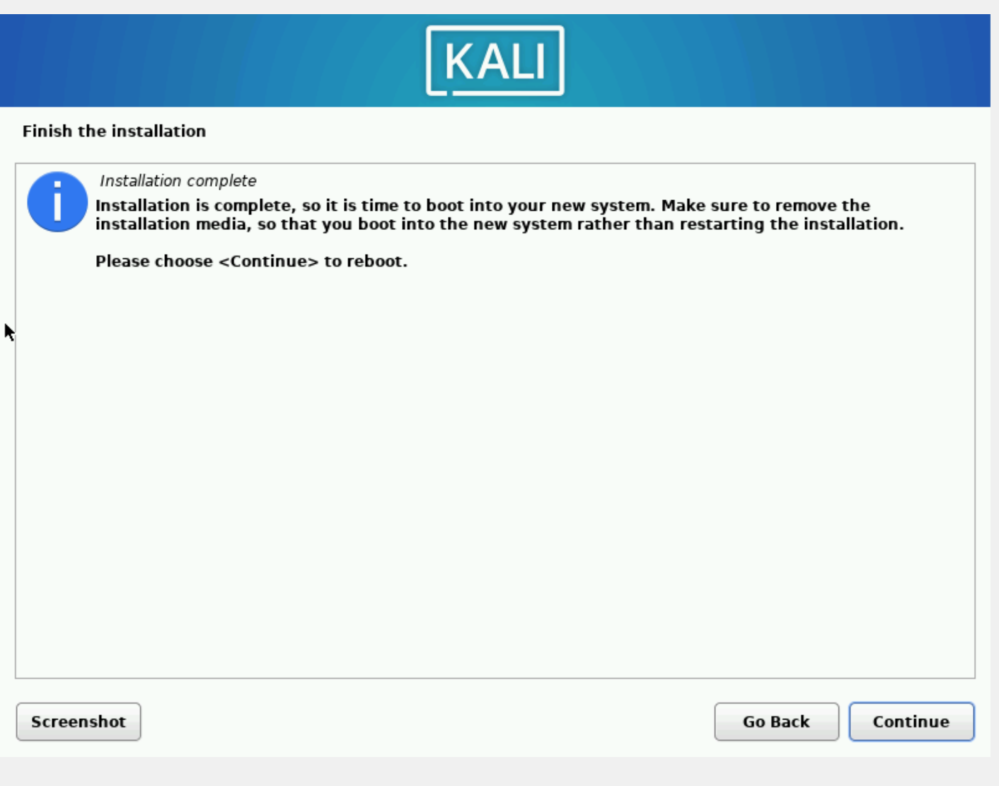 KALI
Finish the installation
Installation complete
Installation is complete, so it is time to boot into your new system. Make sure to remove the
installation media, so that you boot into the new system rather than restarting the installation.
Please choose <Continue> to reboot.
Screenshot
Go Back
Continue